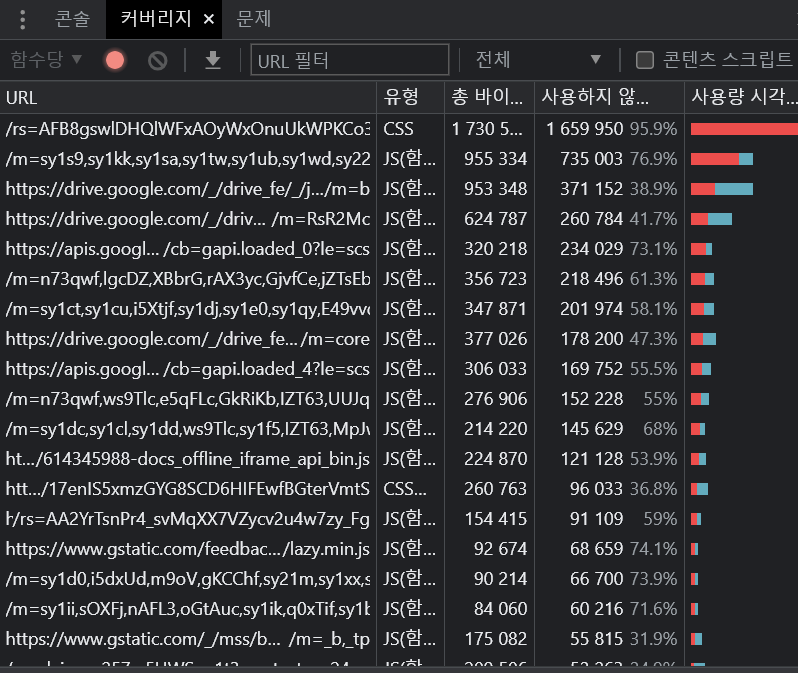 콘솔 커버리지 × 문제
함수당 URL 필터 전체 콘텐츠 스크립트
URL 유형 총 바이... 사용하지 않... 사용량 시각...
/rs=AFB8gswlDHQlWFxAOyWxOnuUkWPKCo3 CSS 1 730 5... 1 659 950 95.9%
/m=sy1s9,sy1kk,sy1sa,sy1tw,sy1ub,sy1wd,sy22 JS(함... 955 334 735 003 76.9%
https://drive.google.com/_/drive_fe/_/j.../m=b JS(함... 953 348 371 152 38.9%
https://drive.google.com/_/driv... /m=RsR2Mc JS(함... 624 787 260 784 41.7%
https://apis.googl... /cb=gapi.loaded_0?le=scs JS(함... 320 218 234 029 73.1%
/m=n73qwf,lgcDZ,XBbrG,rAX3yc,GjvfCe,jZTsEb JS(함... 356 723 218 496 61.3%
/m=sy1ct,sy1cu,i5Xtjf,sy1dj,sy1e0,sy1qy,E49vv JS(함... 347 871 201 974 58.1%
https://drive.google.com/_/drive_fe... /m=core JS(함... 377 026 178 200 47.3%
https://apis.googl... /cb=gapi.loaded_4?le=scs JS(함... 306 033 169 752 55.5%
/m=n73qwf,ws9Tlc,e5qFLc,GkRiKb,IZT63,UUJq JS(함... 276 906 152 228 55%
/m=sy1dc,sy1cl,sy1dd,ws9Tlc,sy1f5,IZT63,MpJ JS(함... 214 220 145 629 68%
ht.../614345988-docs_offline_iframe_api_bin.js JS(함... 224 870 121 128 53.9%
htt.../17enIS5xmzGYG8SCD6HIFEwfBGterVmtS CSS... 260 763 96 033 36.8%
/rs=AA2YrTsnPr4_svMqXX7VZycv2u4w7zy_Fg JS(함... 154 415 91 109 59%
https://www.gstatic.com/feedbac... /lazy.min.js JS(함... 92 674 68 659 74.1%
/m=sy1d0,i5dxUd,m9oV,gKCChf,sy21m,sy1xx,s JS(함... 90 214 66 700 73.9%
/m=sy1ii,sOXFj,nAFL3,oGtAuc,sy1ik,q0xTif,sy1 JS(함... 84 060 60 216 71.6%
https://www.gstatic.com/_/mss/b... /m=_b_tp JS(함... 175 082 55 815 31.9%